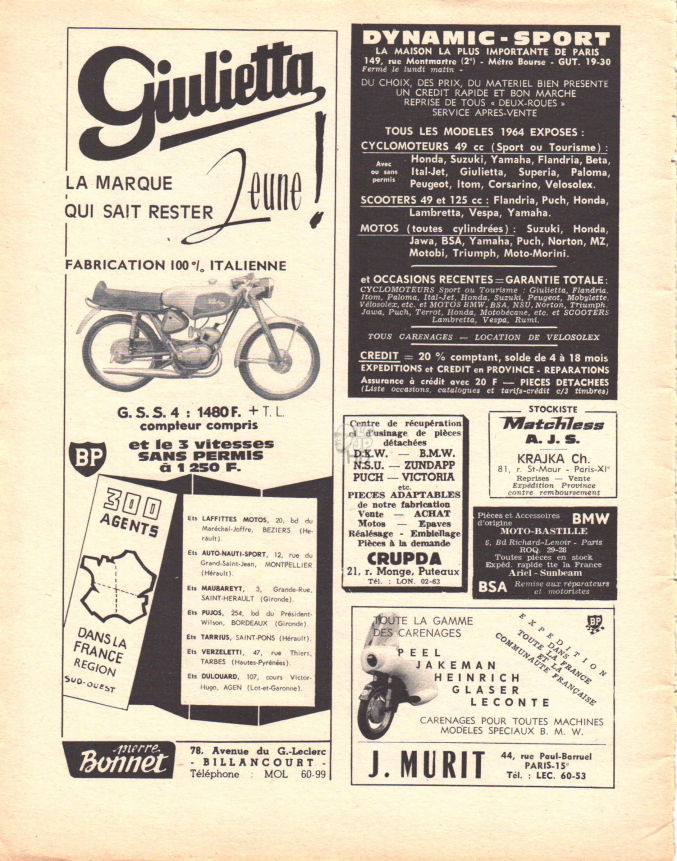 Giulietta
LA MARQUE
QUI SAIT RESTER
Jeune !
FABRICATION 100 % ITALIENNE
G.S.S. 4 : 1480 F. + T. L.
compteur compris
et le 3 vitesses
SANS PERMIS
à 1 250 F.
BP
300
AGENTS
DANS LA
FRANCE
REGION
SUD-OUEST
Ets LAFFITTES MOTOS, 20, bd du
Maréchal-Joffre, BEZIERS (Hé-
rault).
Ets AUTO-NAUTI-SPORT, 12, rue du
Grand-Saint-Jean, MONTPELLIER
(Hérault).
Ets MAUBAREYT, 3, Grande-Rue,
SAINT-HERAULT (Gironde).
Ets PUJOS, 254, bd du Président-
Wilson, BORDEAUX (Gironde).
Ets TARRIUS, SAINT-PONS (Hérault).
Ets VERZELETTI, 47, rue Thiers,
TARBES (Hautes-Pyrénées).
Ets DULOUARD, 107, cours Victor-
Hugo, AGEN (Lot-et-Garonne).
pierre
Bonnet
78, Avenue du G.-Leclerc
- BILLANCOURT -
Téléphone : MOL 60-99
DYNAMIC - SPORT
LA MAISON LA PLUS IMPORTANTE DE PARIS
149, rue Montmartre (2e) - Métro Bourse - GUT. 19-30
Fermé le lundi matin -
DU CHOIX, DES PRIX, DU MATERIEL BIEN PRESENTE
UN CREDIT RAPIDE ET BON MARCHE
REPRISE DE TOUS « DEUX-ROUES »
SERVICE APRES-VENTE
TOUS LES MODELES 1964 EXPOSES :
CYCLOMOTEURS 49 cc (Sport ou Tourisme) :
Avec
ou sans
permis
Honda, Suzuki, Yamaha, Flandria, Beta,
Ital-Jet, Giulietta, Superia, Paloma,
Peugeot, Itom, Corsarino, Velosolex.
SCOOTERS 49 et 125 cc : Flandria, Puch, Honda,
Lambretta, Vespa, Yamaha.
MOTOS (toutes cylindrées) : Suzuki, Honda,
Jawa, BSA, Yamaha, Puch, Norton, MZ,
Motobi, Triumph, Moto-Morini.
et OCCASIONS RECENTES = GARANTIE TOTALE :
CYCLOMOTEURS Sport ou Tourisme : Giulietta, Flandria,
Itom, Paloma, Ital-Jet, Honda, Suzuki, Peugeot, Mobylette,
Vélosolex, etc. et MOTOS BMW, BSA, NSU, Norton, Triumph,
Jawa, Puch, Terrot, Honda, Motobécane, etc. et SCOOTERS
Lambretta, Vespa, Rumi.
TOUS CARENAGES — LOCATION DE VELOSOLEX
CREDIT = 20 % comptant, solde de 4 à 18 mois
EXPEDITIONS et CREDIT en PROVINCE - REPARATIONS
Assurance à crédit avec 20 F — PIECES DETACHEES
(Liste occasions, catalogues et tarifs-crédit c/3 timbres)
Centre de récupération
et d'usinage de pièces
détachées
D.K.W. — B.M.W.
N.S.U. — ZUNDAPP
PUCH — VICTORIA
etc.
PIECES ADAPTABLES
de notre fabrication
Vente — ACHAT
Motos — Epaves
Réalésage - Embiellage
Pièces à la demande
CRUPDA
21, r. Monge, Puteaux
Tél. : LON. 02-63
STOCKISTE
Matchless
A. J. S.
KRAJKA Ch.
81, r. St-Maur - Paris-XIe
Reprises — Vente
Expédition Province
contre remboursement
Pièces et Accessoires
d'origine
BMW
MOTO-BASTILLE
6, Bd Richard-Lenoir - Paris
ROQ. 29-28
Toutes pièces en stock
Expéd. rapide tte la France
Ariel - Sunbeam
BSA
Remise aux réparateurs
et motoristes
TOUTE LA GAMME
DES CARENAGES
PEEL
JAKEMAN
HEINRICH
GLASER
LECONTE
EXPEDITION
DANS
TOUTE LA FRANCE
ET LA
COMMUNAUTÉ FRANÇAISE
BP
CARENAGES POUR TOUTES MACHINES
MODELES SPECIAUX B. M. W.
J. MURIT
44, rue Paul-Barruel
PARIS-15e
Tél. : LEC. 60-53